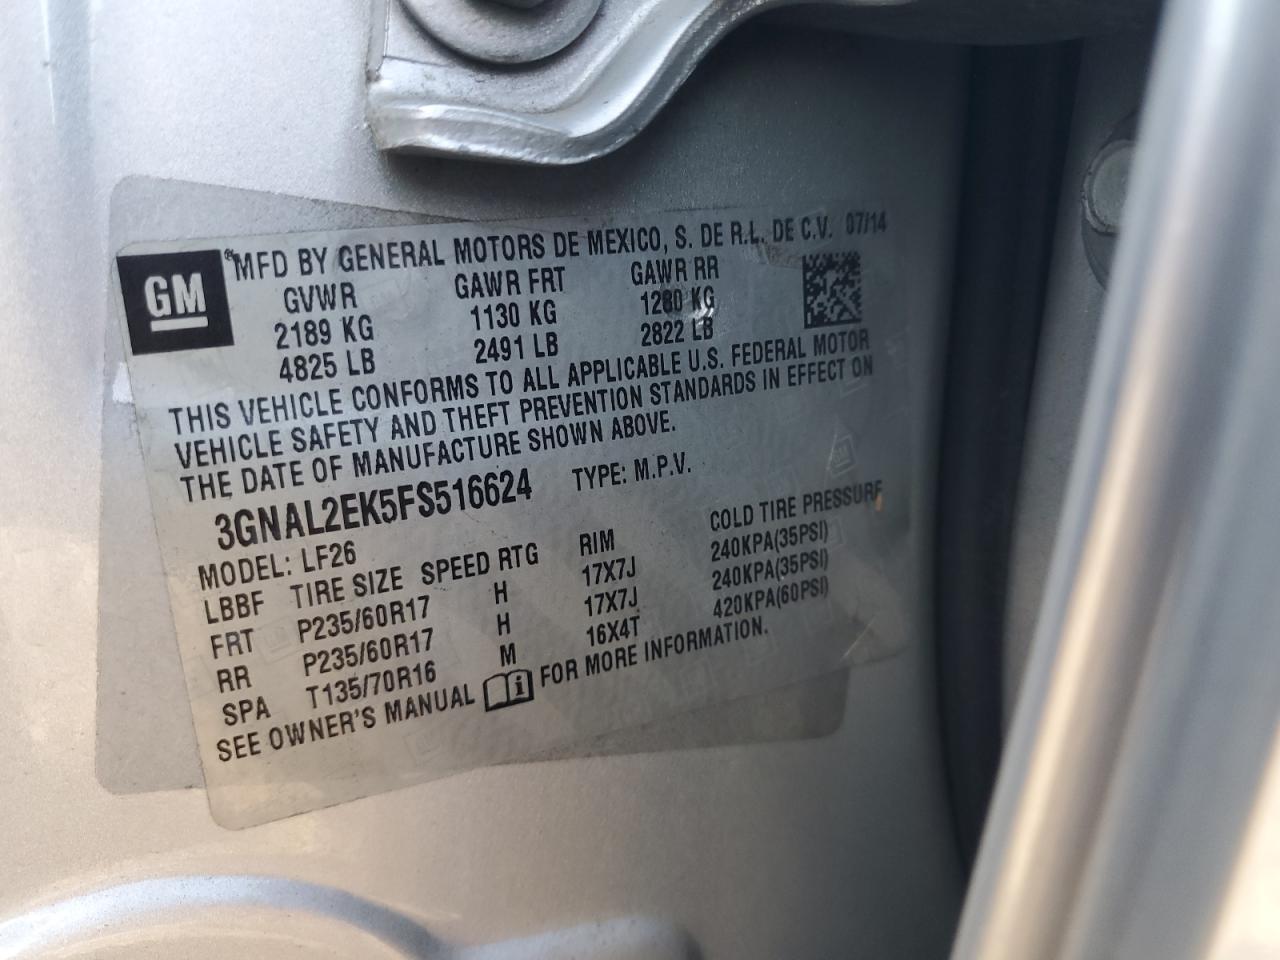 GM
® MFD BY GENERAL MOTORS DE MEXICO, S. DE R.L. DE C.V. 07/14
GVWR GAWR FRT GAWR RR
2189 KG 1130 KG 1280 KG
4825 LB 2491 LB 2822 LB
THIS VEHICLE CONFORMS TO ALL APPLICABLE U.S. FEDERAL MOTOR
VEHICLE SAFETY AND THEFT PREVENTION STANDARDS IN EFFECT ON
THE DATE OF MANUFACTURE SHOWN ABOVE.
3GNAL2EK5FS516624 TYPE: M.P.V.
MODEL: LF26
LBBF TIRE SIZE SPEED RTG RIM COLD TIRE PRESSURE
FRT P235/60R17 H 17X7J 240KPA(35PSI)
RR P235/60R17 H 17X7J 240KPA(35PSI)
SPA T135/70R16 M 16X4T 420KPA(60PSI)
SEE OWNER'S MANUAL FOR MORE INFORMATION.